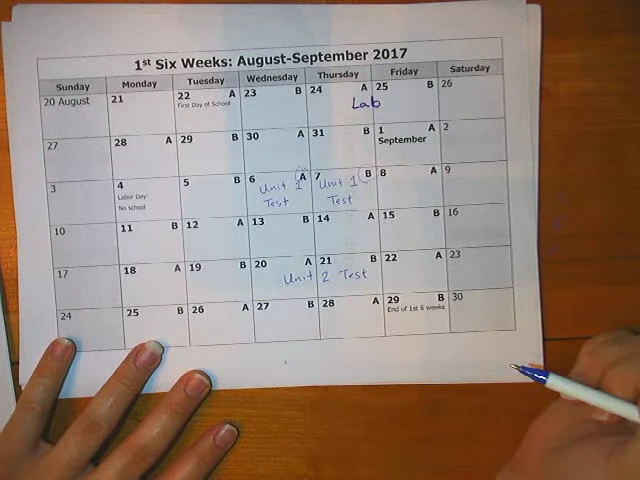 1st Six Weeks: August-September 2017
Sunday Monday Tuesday Wednesday Thursday Friday Saturday
20 August 21 22 A 23 B 24 A 25 B 26
First Day of School
Lab
27 28 A 29 B 30 A 31 B 1 A 2
September
3 4 5 B 6 A 7 B 8 A 9
Labor Day
No school
Unit 1 Unit 1
Test Test
10 11 B 12 A 13 B 14 A 15 B 16
17 18 A 19 B 20 A 21 B 22 A 23
Unit 2 Test
24 25 B 26 A 27 B 28 A 29 B 30
End of 1st 6 weeks